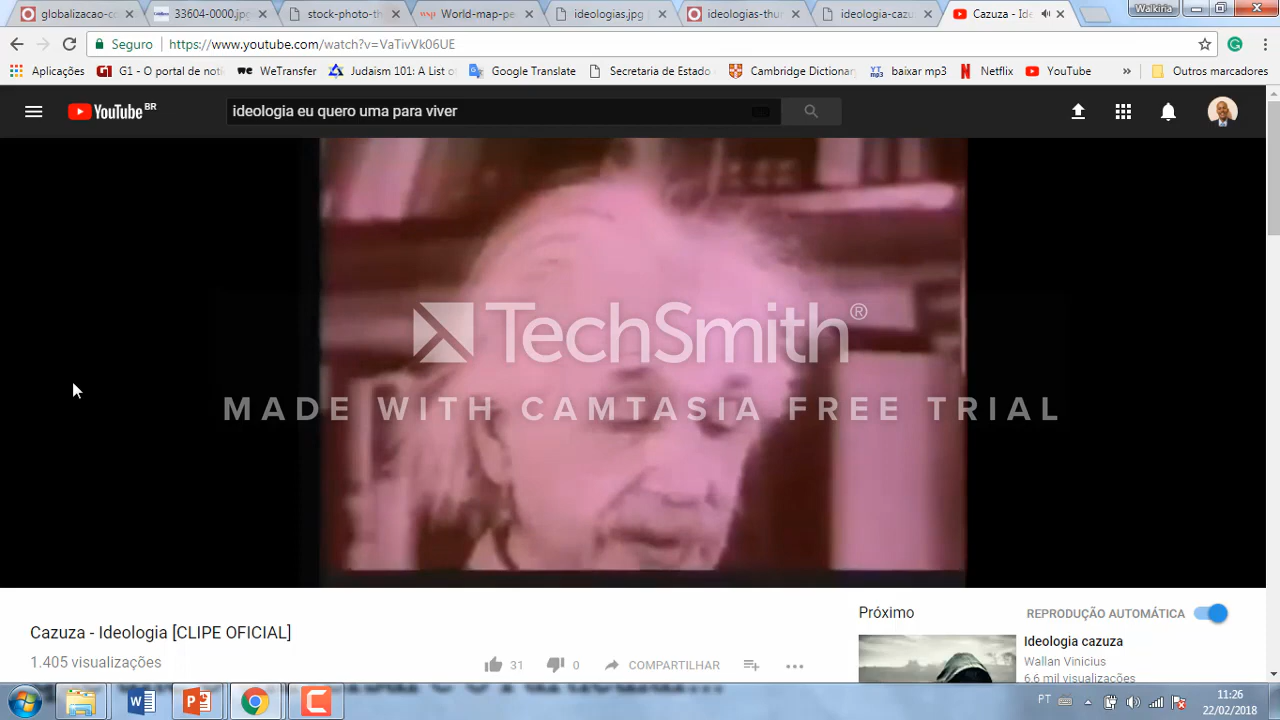 globalizacao-co
33604-0000.jpg
stock-photo-th
World-map-pe
ideologias.jpg
ideologias-thu
ideologia-cazu
Cazuza - Ide
Walkiria
Seguro
https://www.youtube.com/watch?v=VaTivVk06UE
Aplicações
G1 - O portal de noti
WeTransfer
Judaism 101: A List o
Google Translate
Secretaria de Estado
Cambridge Dictionar
baixar mp3
Netflix
YouTube
»
Outros marcadores
YouTube BR
ideologia eu quero uma para viver
TechSmith®
MADE WITH CAMTASIA FREE TRIAL
Cazuza - Ideologia [CLIPE OFICIAL]
1.405 visualizações
31
0
COMPARTILHAR
Próximo
REPRODUÇÃO AUTOMÁTICA
Ideologia cazuza
Wallan Vinicius
6,6 mil visualizações
PT
11:26
22/02/2018